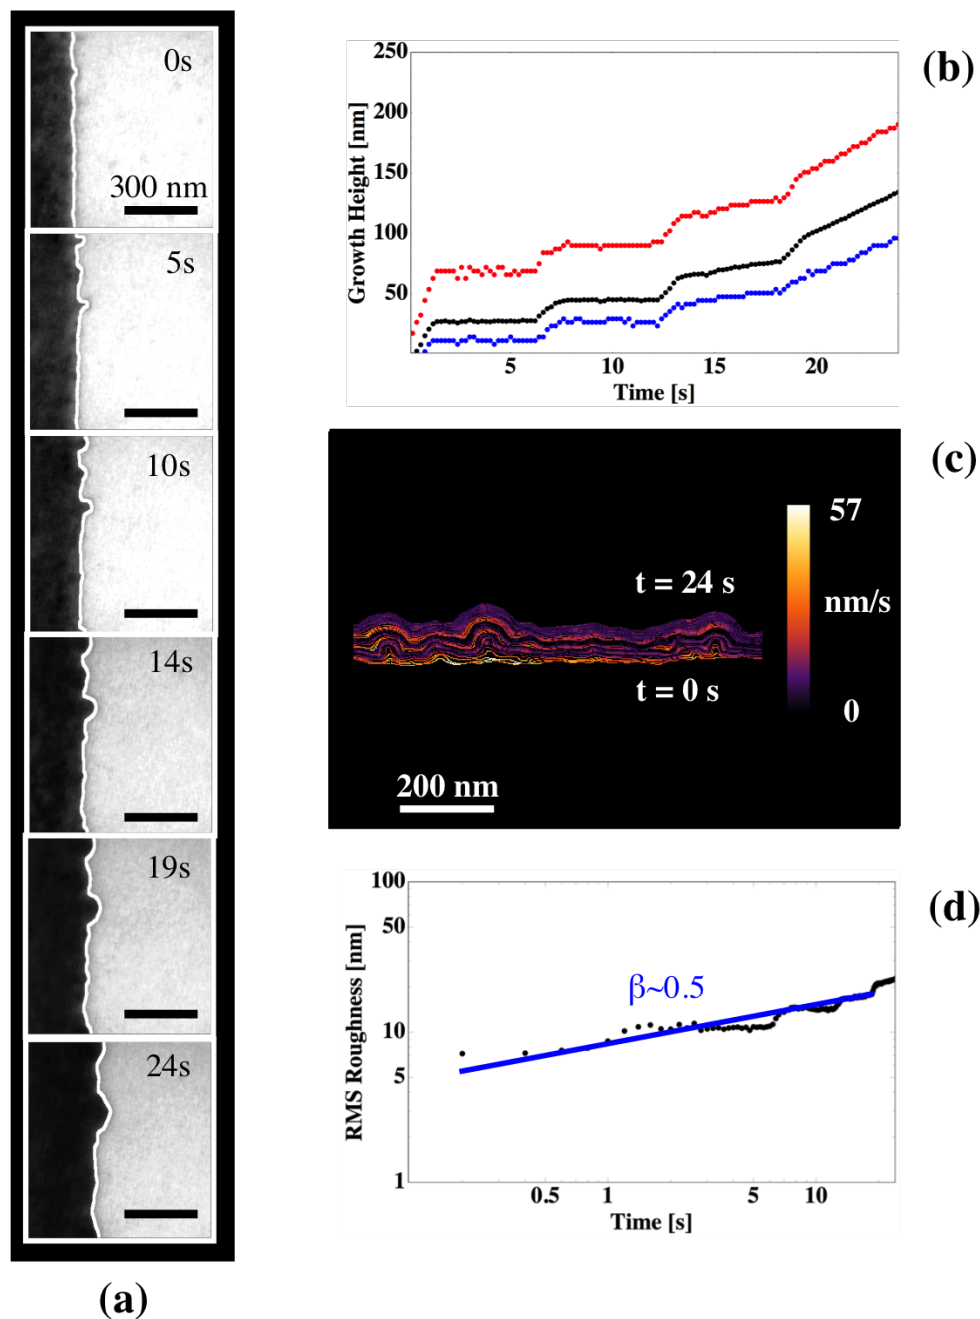 0s
300 nm
5s
10s
14s
19s
24s
(a)
(b)
Growth Height [nm]
250
200
150
100
50
5
10
15
20
Time [s]
(c)
57
t = 24 s
nm/s
t = 0 s
0
200 nm
(d)
RMS Roughness [nm]
100
50
10
5
1
β~0.5
0.5
1
5
10
Time [s]